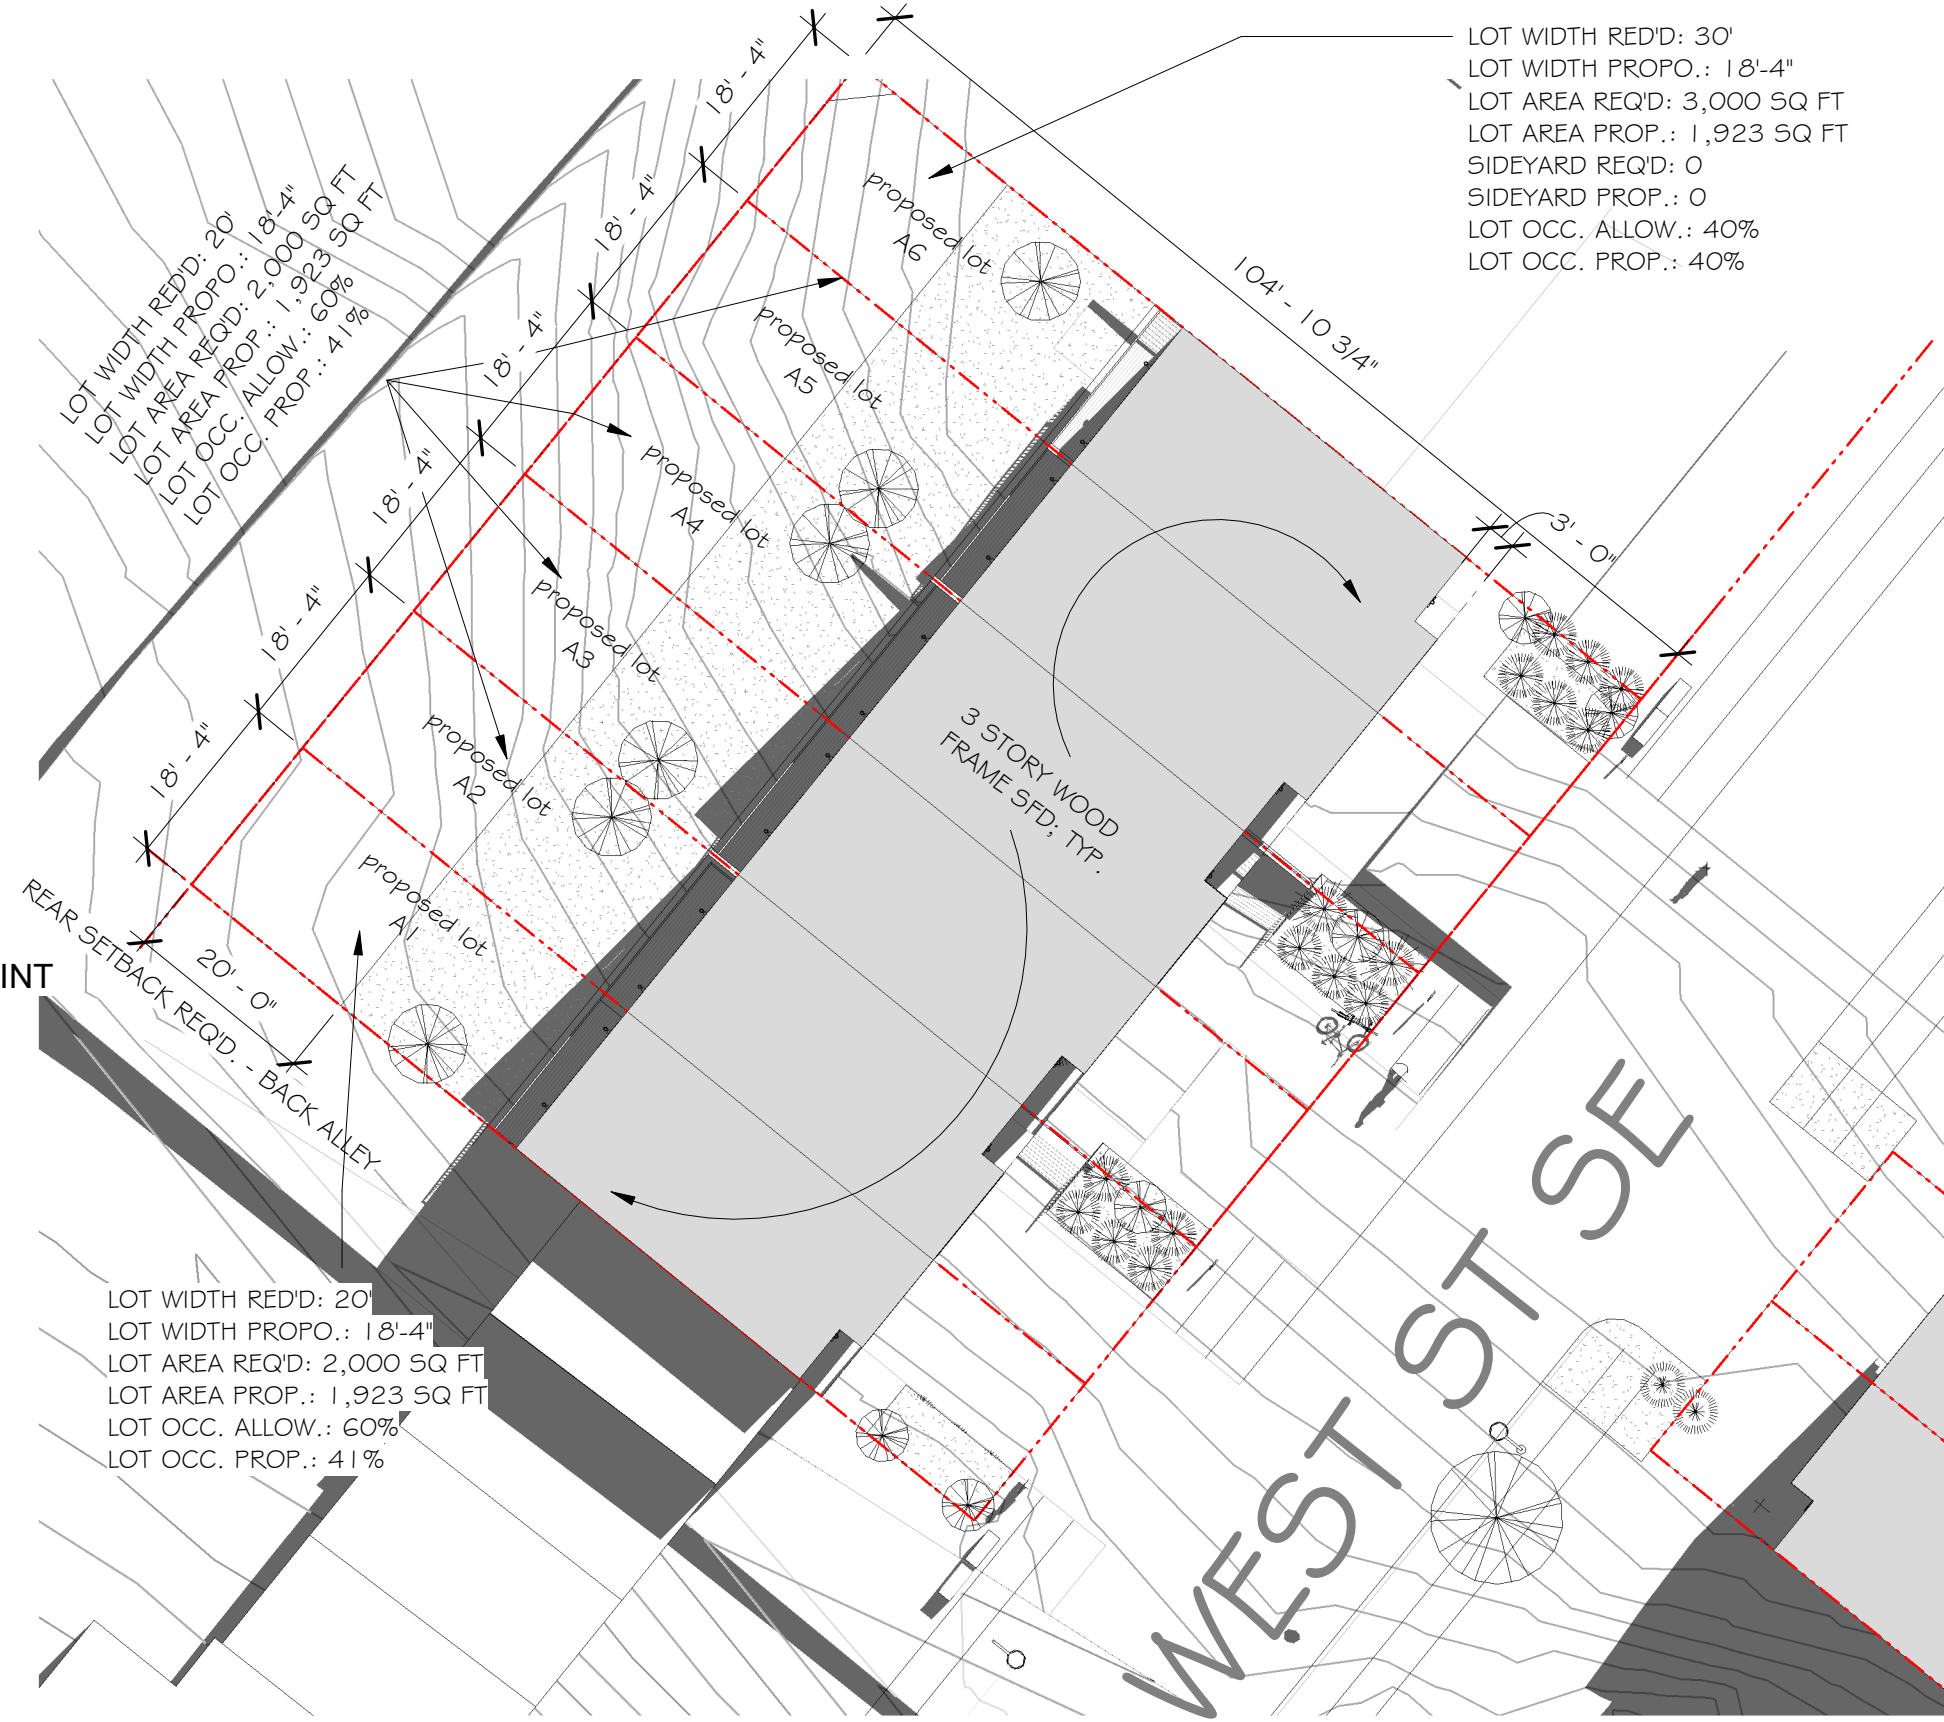 LOT WIDTH RED'D: 30'
LOT WIDTH PROPO.: 18'-4"
LOT AREA REQ'D: 3,000 SQ FT
LOT AREA PROP.: 1,923 SQ FT
SIDEYARD REQ'D: 0
SIDEYARD PROP.: 0
LOT OCC. ALLOW.: 40%
LOT OCC. PROP.: 40%
18' - 4"
18' - 4"
18' - 4"
18' - 4"
18' - 4"
18' - 4"
104' - 10 3/4"
3' - 0"
LOT WIDTH RED'D: 20'
LOT WIDTH PROPO.: 18'-4"
LOT AREA REQ'D: 2,000 SQ FT
LOT AREA PROP.: 1,923 SQ FT
LOT OCC. ALLOW.: 60%
LOT OCC. PROP.: 41%
proposed lot
A6
proposed lot
A5
proposed lot
A4
proposed lot
A3
proposed lot
A2
proposed lot
A1
3 STORY WOOD
FRAME SFD; TYP.
INT
20' - 0"
REAR SETBACK REQ'D. - BACK ALLEY
LOT WIDTH RED'D: 20'
LOT WIDTH PROPO.: 18'-4"
LOT AREA REQ'D: 2,000 SQ FT
LOT AREA PROP.: 1,923 SQ FT
LOT OCC. ALLOW.: 60%
LOT OCC. PROP.: 41%
WEST ST SE